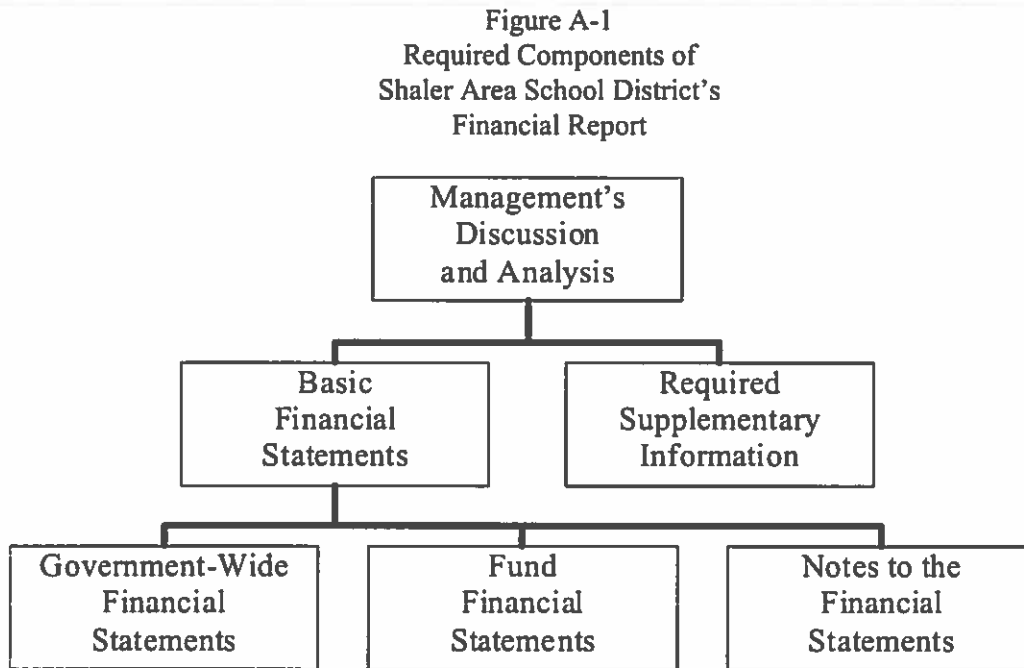 Figure A-1
Required Components of
Shaler Area School District's
Financial Report
Management's
Discussion
and Analysis
Basic
Financial
Statements
Required
Supplementary
Information
Government-Wide
Financial
Statements
Fund
Financial
Statements
Notes to the
Financial
Statements